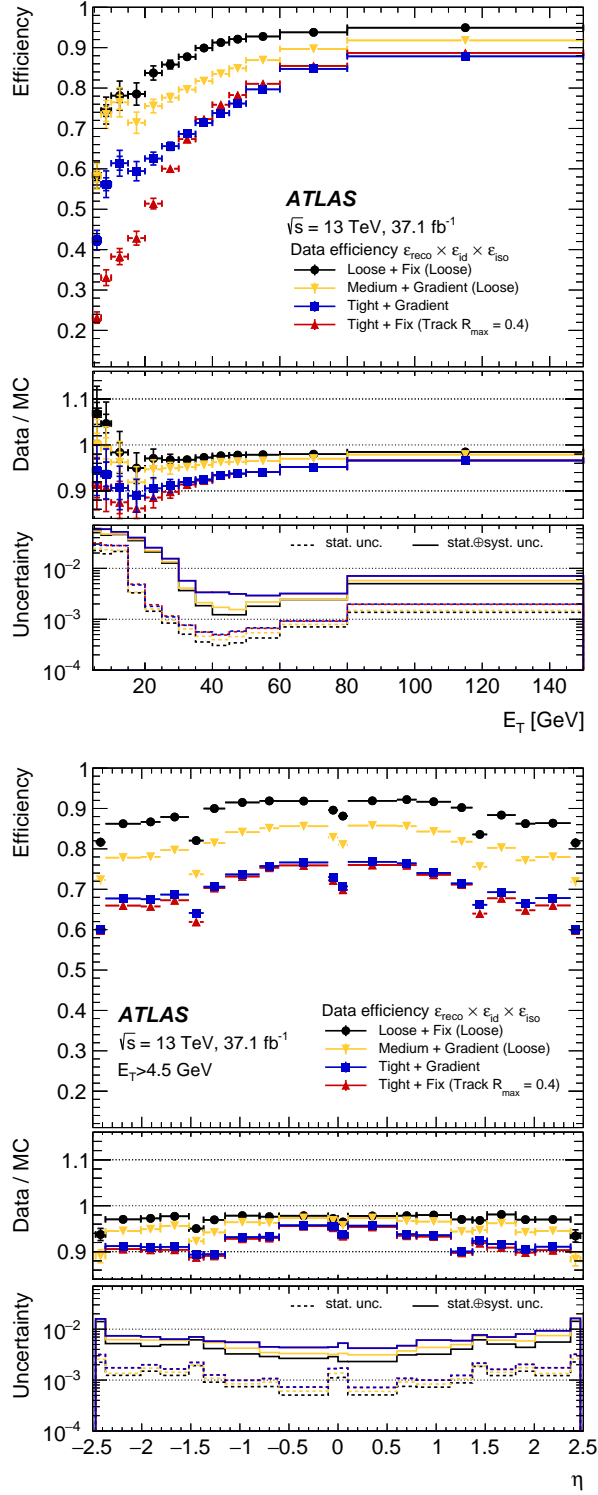 Efficiency
1
0.9
0.8
0.7
0.6
0.5
0.4
0.3
0.2
ATLAS
√s = 13 TeV, 37.1 fb⁻¹
Data efficiency ε_reco × ε_id × ε_iso
Loose + Fix (Loose)
Medium + Gradient (Loose)
Tight + Gradient
Tight + Fix (Track R_max = 0.4)
Data / MC
1.1
1
0.9
Uncertainty
stat. unc.
stat.⊕syst. unc.
10⁻²
10⁻³
10⁻⁴
20 40 60 80 100 120 140
E_T [GeV]
Efficiency
1
0.9
0.8
0.7
0.6
0.5
0.4
0.3
0.2
ATLAS
√s = 13 TeV, 37.1 fb⁻¹
E_T>4.5 GeV
Data efficiency ε_reco × ε_id × ε_iso
Loose + Fix (Loose)
Medium + Gradient (Loose)
Tight + Gradient
Tight + Fix (Track R_max = 0.4)
Data / MC
1.1
1
0.9
Uncertainty
stat. unc.
stat.⊕syst. unc.
10⁻²
10⁻³
10⁻⁴
−2.5 −2 −1.5 −1 −0.5 0 0.5 1 1.5 2 2.5
η